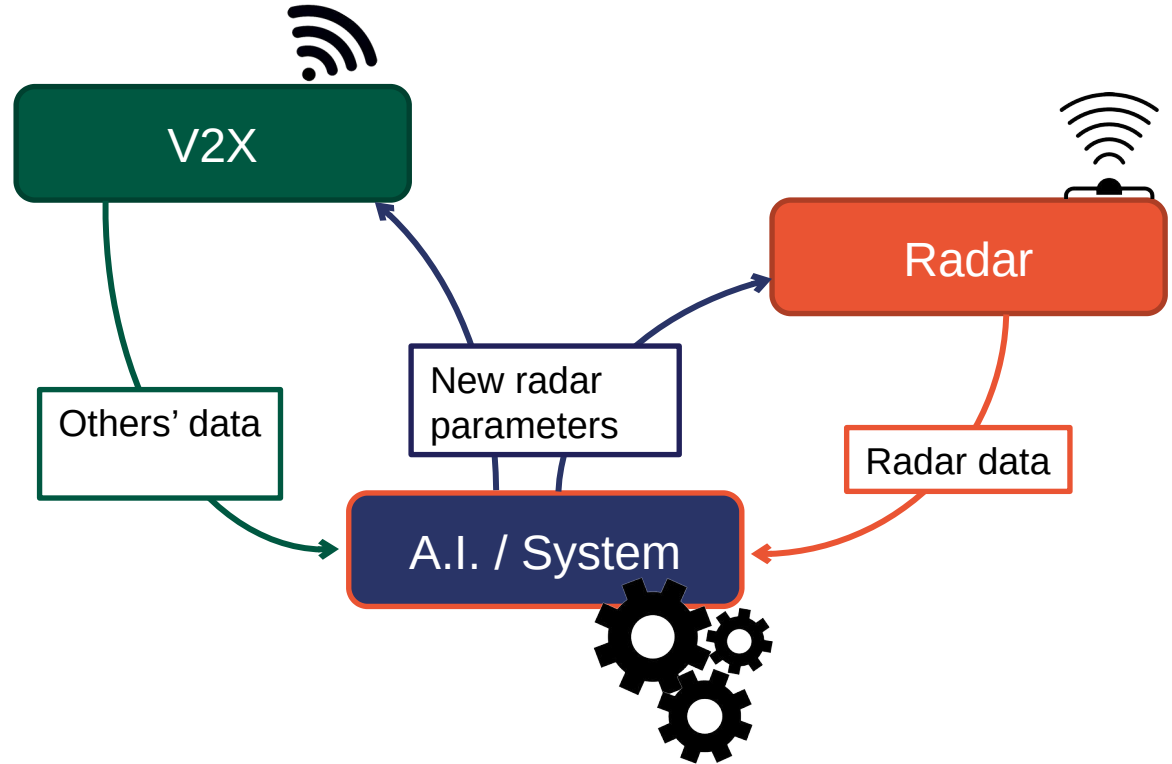 V2X
Radar
New radar
parameters
Others’ data
Radar data
A.I. / System